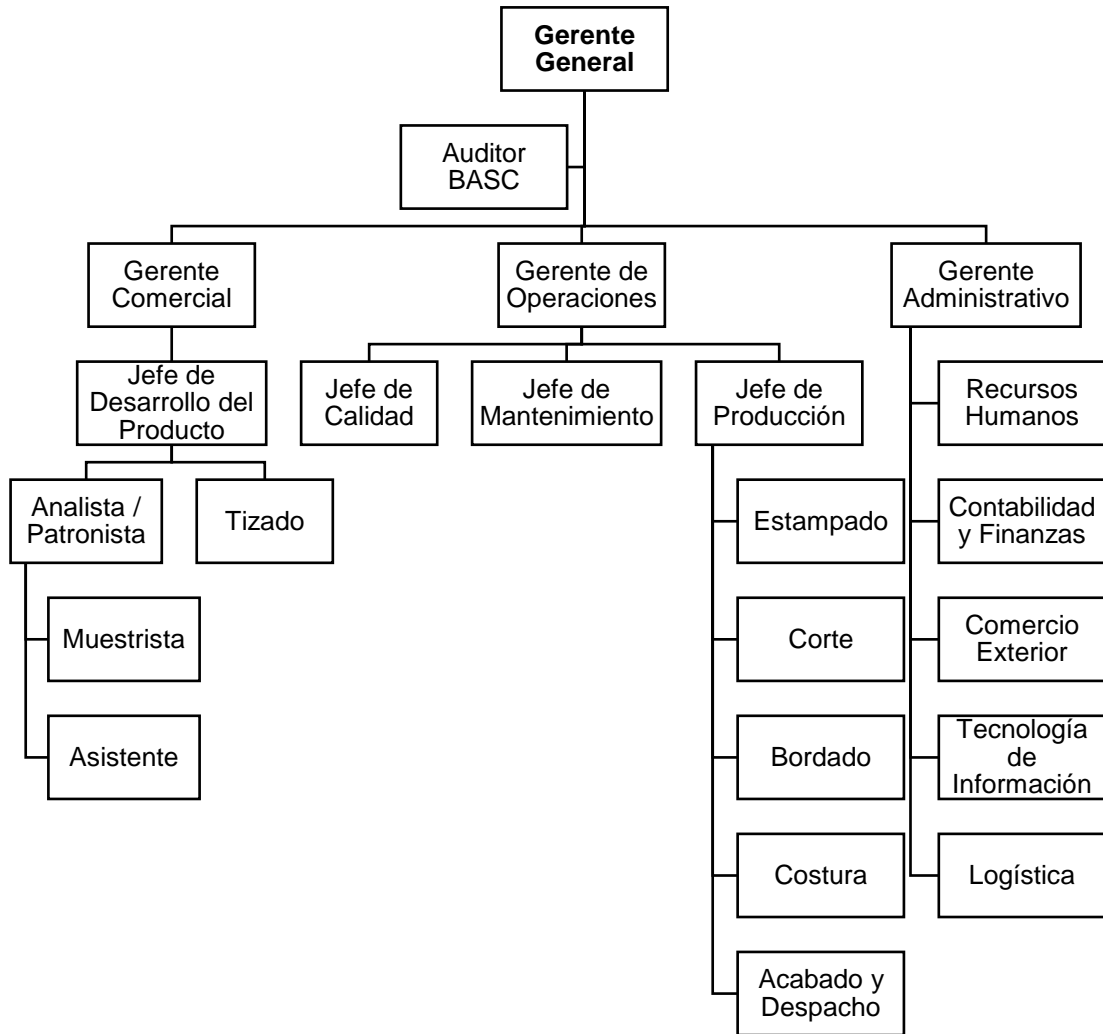 Gerente
General
Auditor
BASC
Gerente
Comercial
Gerente de
Operaciones
Gerente
Administrativo
Jefe de
Desarrollo del
Producto
Jefe de
Calidad
Jefe de
Mantenimiento
Jefe de
Producción
Recursos
Humanos
Analista /
Patronista
Tizado
Estampado
Contabilidad
y Finanzas
Muestrista
Corte
Comercio
Exterior
Asistente
Bordado
Tecnología
de
Información
Costura
Logística
Acabado y
Despacho